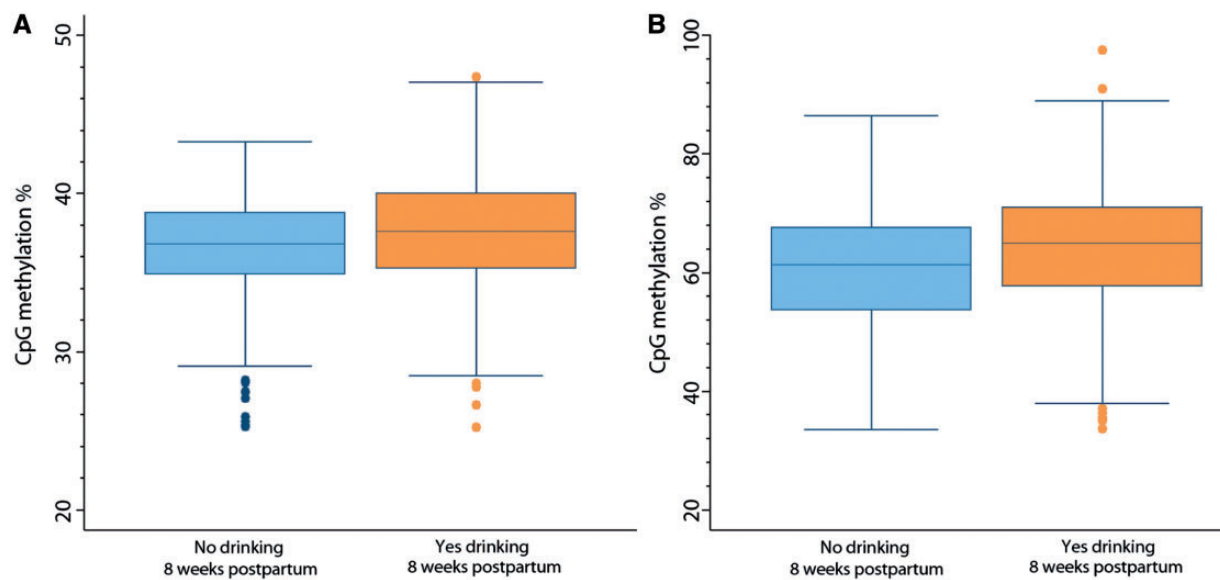 A
CpG methylation %
50
40
30
20
No drinking
8 weeks postpartum
Yes drinking
8 weeks postpartum
B
CpG methylation %
100
80
60
40
20
No drinking
8 weeks postpartum
Yes drinking
8 weeks postpartum